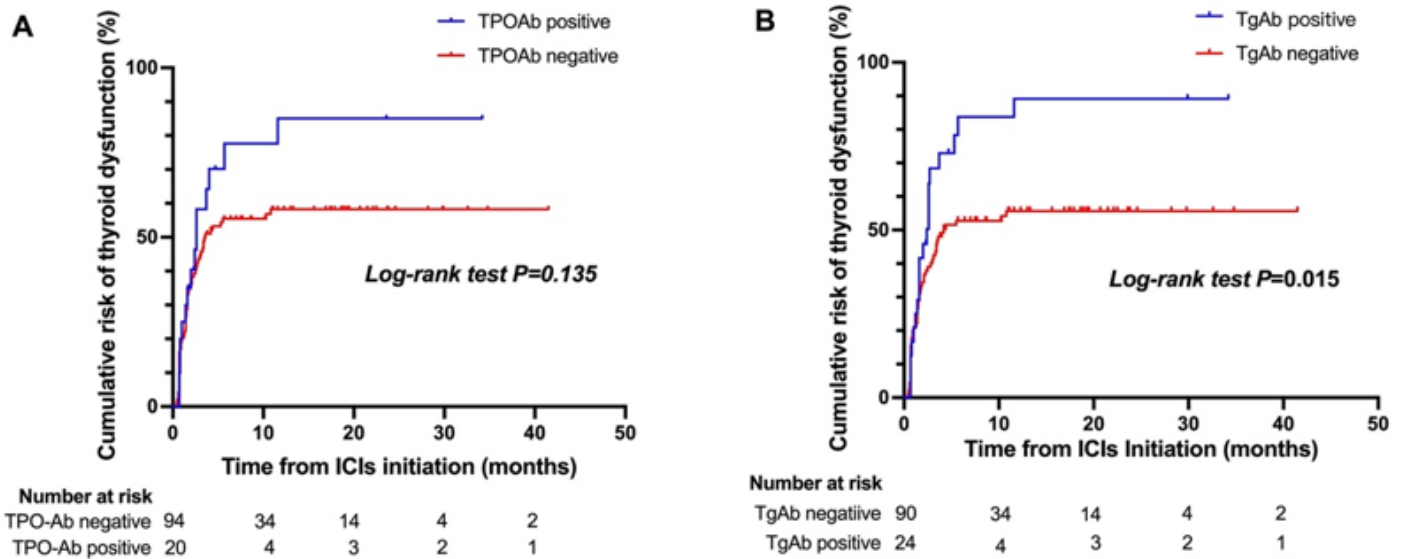 A
TPOAb positive
TPOAb negative
Cumulative risk of thyroid dysfunction (%)
100
50
0
Log-rank test P=0.135
0 10 20 30 40 50
Time from ICIs initiation (months)
Number at risk
TPO-Ab negative 94 34 14 4 2
TPO-Ab positive 20 4 3 2 1
B
TgAb positive
TgAb negative
Cumulative risk of thyroid dysfunction (%)
100
50
0
Log-rank test P=0.015
0 10 20 30 40 50
Time from ICIs Initiation (months)
Number at risk
TgAb negatiive 90 34 14 4 2
TgAb positive 24 4 3 2 1